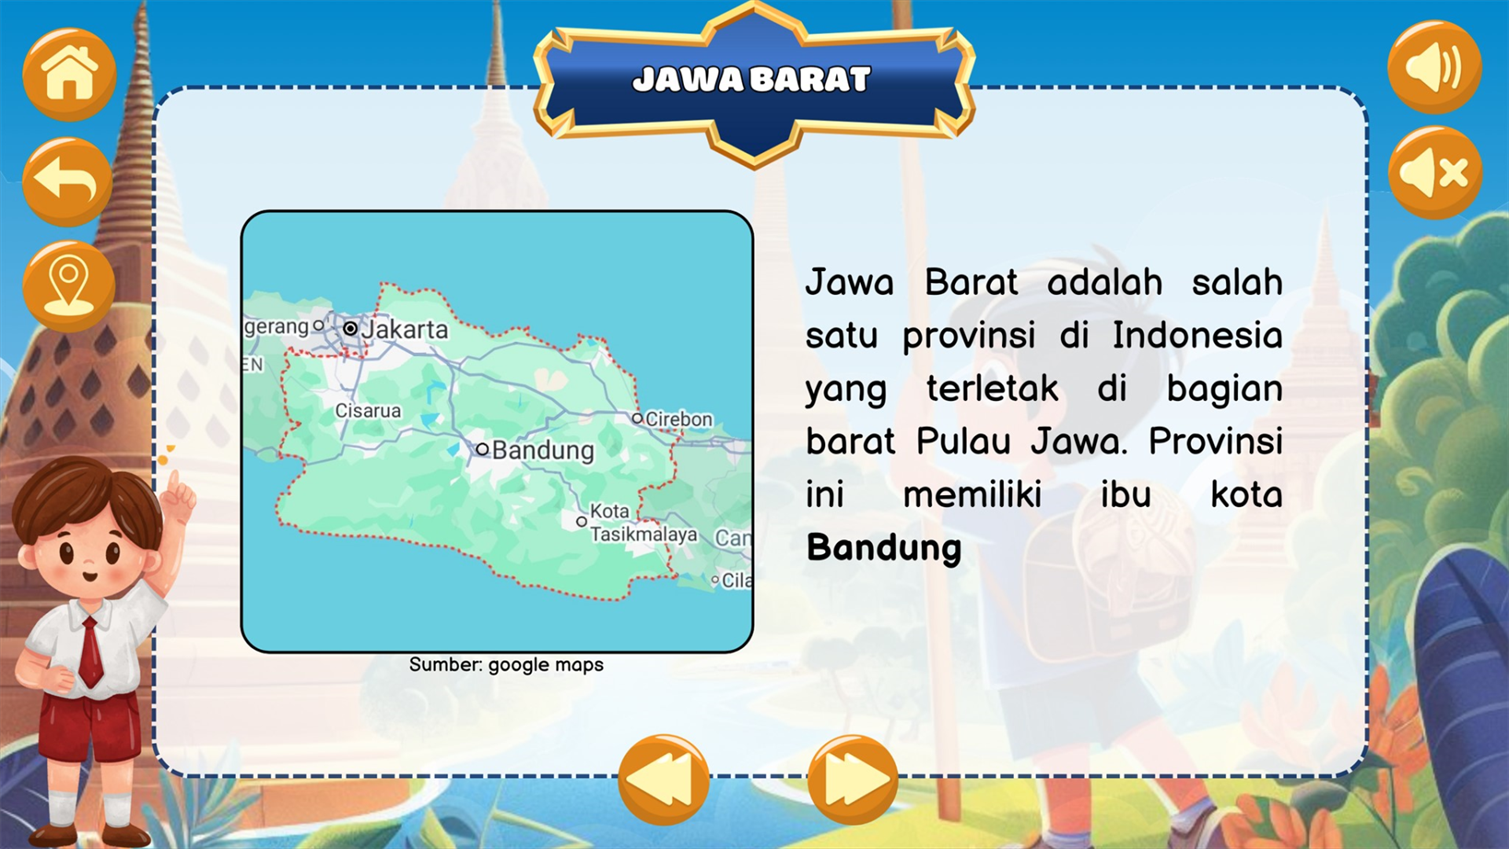 JAWA BARAT
gerang
Jakarta
EN
Cisarua
Cirebon
Bandung
Kota
Tasikmalaya
Can
Cila
Sumber: google maps
Jawa Barat adalah salah
satu provinsi di Indonesia
yang terletak di bagian
barat Pulau Jawa. Provinsi
ini memiliki ibu kota
Bandung